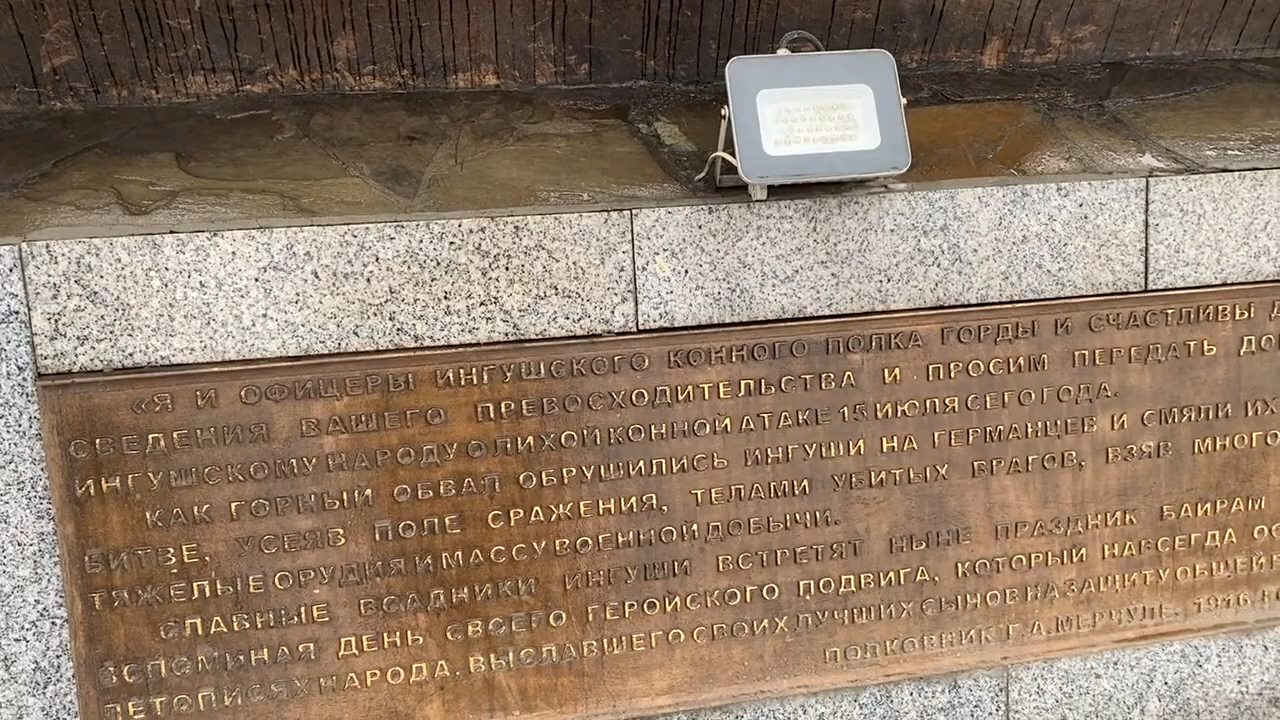 «Я И ОФИЦЕРЫ ИНГУШСКОГО КОННОГО ПОЛКА ГОРДЫ И СЧАСТЛИВЫ
СВЕДЕНИЯ ВАШЕГО ПРЕВОСХОДИТЕЛЬСТВА И ПРОСИМ ПЕРЕДАТЬ
ИНГУШСКОМУ НАРОДУ О ЛИХОЙ КОННОЙ АТАКЕ 15 ИЮЛЯ СЕГО ГОДА.
КАК ГОРНЫЙ ОБВАЛ ОБРУШИЛИСЬ ИНГУШИ НА ГЕРМАНЦЕВ И СМЯЛИ ИХ
БИТВЕ, УСЕЯВ ПОЛЕ СРАЖЕНИЯ, ТЕЛАМИ УБИТЫХ ВРАГОВ, ВЗЯВ МНОГО
ТЯЖЕЛЫЕ ОРУДИЯ И МАССУ ВОЕННОЙ ДОБЫЧИ.
СЛАВНЫЕ ВСАДНИКИ ИНГУШИ ВСТРЕТЯТ НЫНЕ ПРАЗДНИК БАЙРАМ
ВСПОМИНАЯ ДЕНЬ СВОЕГО ГЕРОЙСКОГО ПОДВИГА, КОТОРЫЙ НАВСЕГДА
ЛЕТОПИСЯХ НАРОДА, ВЫСЛАВШЕГО СВОИХ ЛУЧШИХ СЫНОВ НА ЗАЩИТУ ОБЩЕЙ
ПОЛКОВНИК Г.А.МЕРЧУЛЕ. 1916